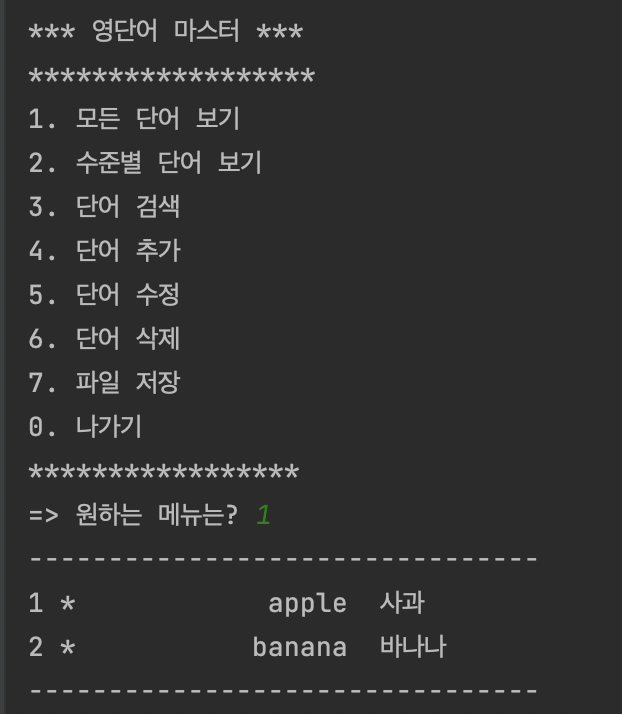 *** 영단어 마스터 ***
******************
1. 모든 단어 보기
2. 수준별 단어 보기
3. 단어 검색
4. 단어 추가
5. 단어 수정
6. 단어 삭제
7. 파일 저장
0. 나가기
*****************
=> 원하는 메뉴는? 1
--------------------------------
1 *            apple  사과
2 *           banana  바나나
--------------------------------